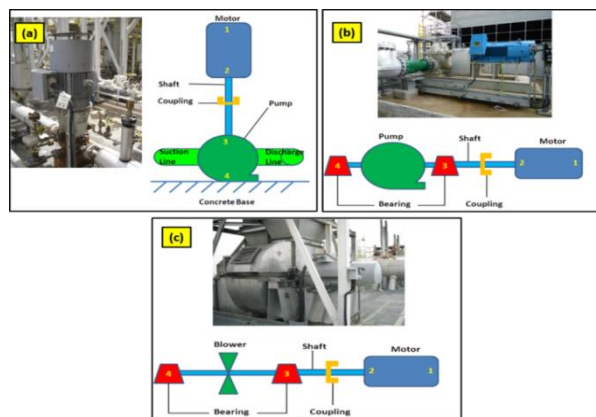 (a)
Motor
1
2
Shaft
Coupling
Pump
3
Suction Line
Discharge Line
4
Concrete Base
(b)
Pump
Shaft
Motor
4
3
2
1
Bearing
Coupling
(c)
Blower
Shaft
Motor
4
3
2
1
Bearing
Coupling